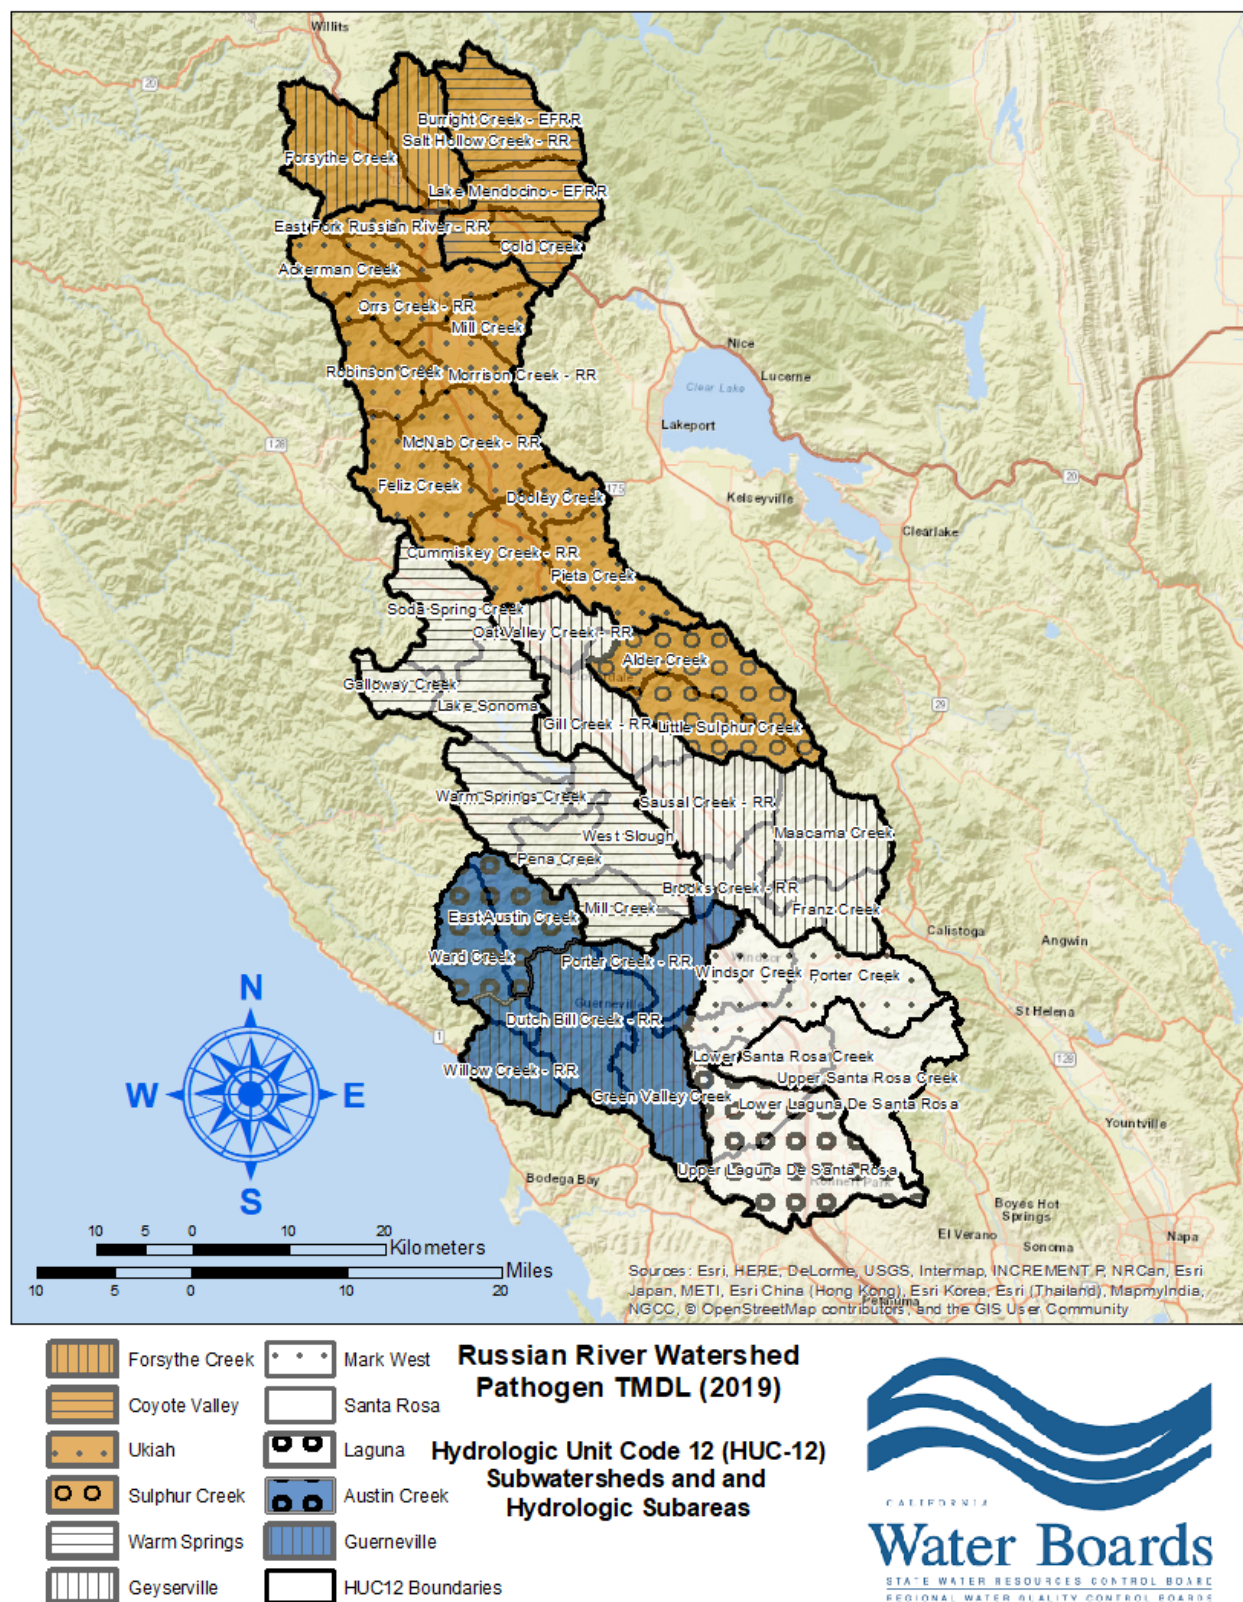 Willits
20
Burright Creek - EFRR
Salt Hollow Creek - RR
Forsythe Creek
Lake Mendocino - EFRR
East Fork Russian River - RR
Cold Creek
Ackerman Creek
Orrs Creek - RR
Mill Creek
Nice
Robinson Creek
Morrison Creek - RR
Lucerne
Clear Lake
Lakeport
128
McNab Creek - RR
20
Feliz Creek
Dooley Creek
175
Kelseyville
Clearlake
Cummiskey Creek - RR
Pieta Creek
Soda Spring Creek
Oat Valley Creek - RR
Alder Creek
Galloway Creek
Lake Sonoma
29
Gill Creek - RR
Little Sulphur Creek
Warm Springs Creek
Sausal Creek - RR
West Slough
Maacama Creek
Pena Creek
Brooks Creek - RR
Mill Creek
Franz Creek
East Austin Creek
Calistoga
Angwin
Ward Creek
Porter Creek - RR
Windsor
Windsor Creek
Porter Creek
Guerneville
St Helena
Dutch Bill Creek - RR
1
128
Lower Santa Rosa Creek
Willow Creek - RR
Upper Santa Rosa Creek
Green Valley Creek
Lower Laguna De Santa Rosa
Yountville
Upper Laguna De Santa Rosa
Rohnert Park
Bodega Bay
Boyes Hot
Springs
El Verano
Sonoma
Napa
N
W
E
S
10 5 0 10 20
Kilometers
Miles
10 5 0 10 20
Sources: Esri, HERE, DeLorme, USGS, Intermap, INCREMENT P, NRCan, Esri
Japan, METI, Esri China (Hong Kong), Esri Korea, Esri (Thailand), MapmyIndia,
NGCC, © OpenStreetMap contributors, and the GIS User Community
Petaluma
Forsythe Creek
Coyote Valley
Ukiah
Sulphur Creek
Warm Springs
Geyserville
Mark West
Santa Rosa
Laguna
Austin Creek
Guerneville
HUC12 Boundaries
Russian River Watershed
Pathogen TMDL (2019)
Hydrologic Unit Code 12 (HUC-12)
Subwatersheds and and
Hydrologic Subareas
CALIFORNIA
Water Boards
STATE WATER RESOURCES CONTROL BOARD
REGIONAL WATER QUALITY CONTROL BOARDS